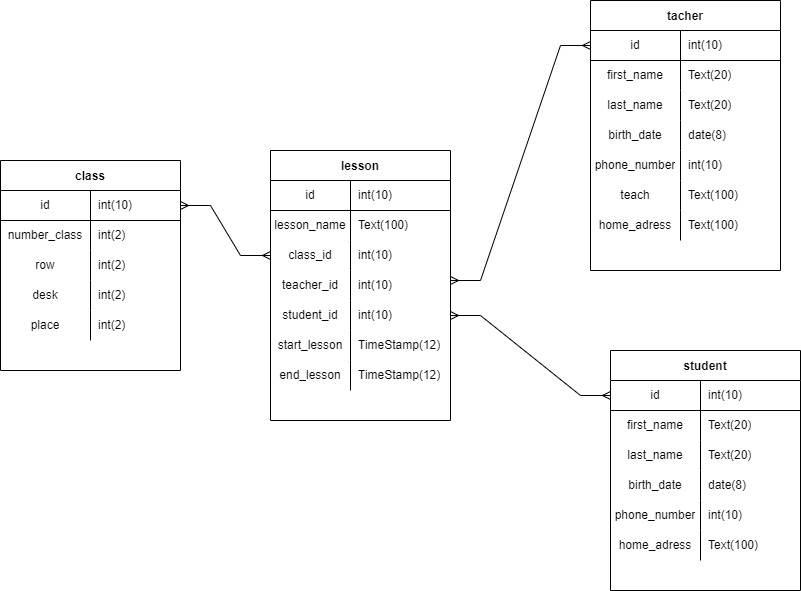 class
id int(10)
number_class int(2)
row int(2)
desk int(2)
place int(2)
lesson
id int(10)
lesson_name Text(100)
class_id int(10)
teacher_id int(10)
student_id int(10)
start_lesson TimeStamp(12)
end_lesson TimeStamp(12)
tacher
id int(10)
first_name Text(20)
last_name Text(20)
birth_date date(8)
phone_number int(10)
teach Text(100)
home_adress Text(100)
student
id int(10)
first_name Text(20)
last_name Text(20)
birth_date date(8)
phone_number int(10)
home_adress Text(100)